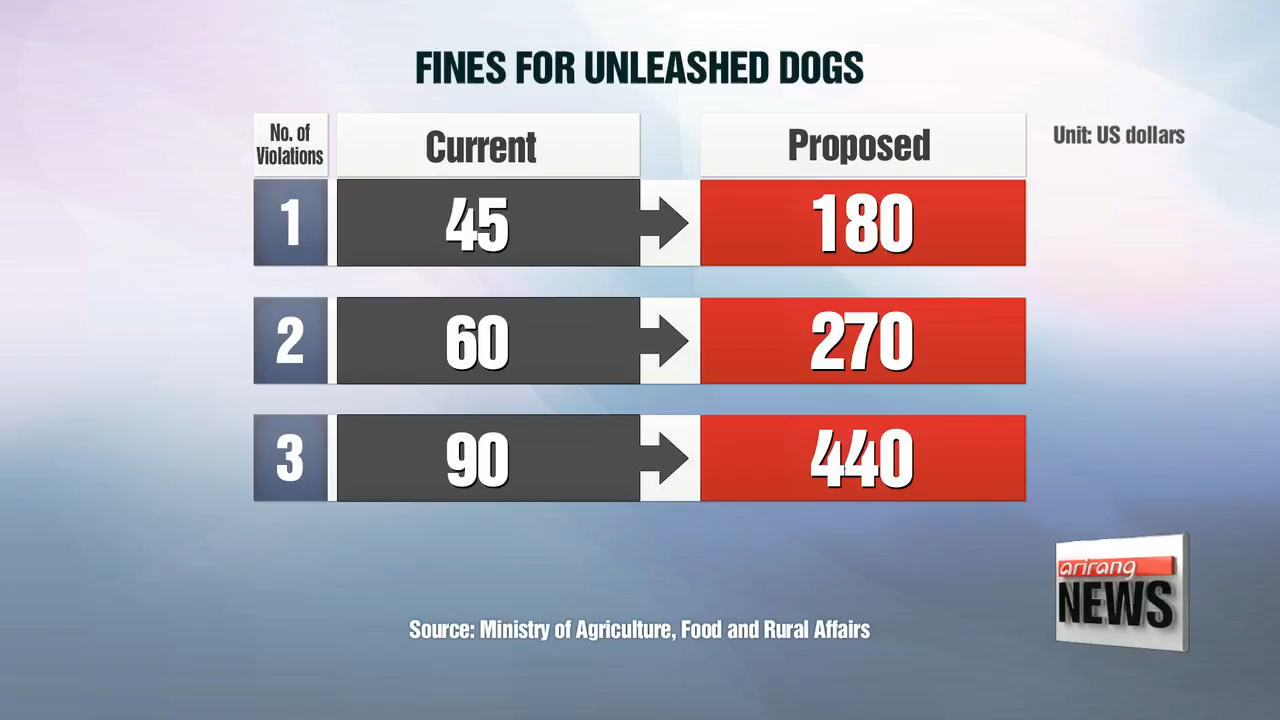 FINES FOR UNLEASHED DOGS
No. of
Violations
Current
Proposed
Unit: US dollars
1
45
180
2
60
270
3
90
440
arirang
NEWS
Source: Ministry of Agriculture, Food and Rural Affairs